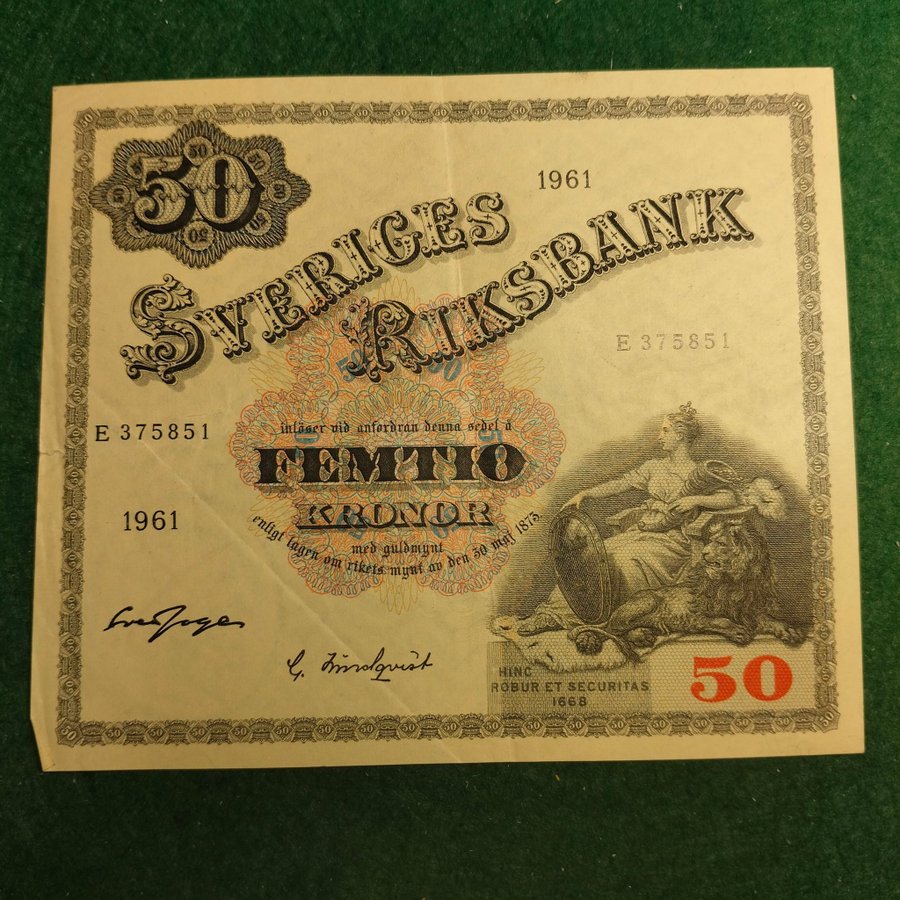 50
1961
SVERIGES
RIKSBANK
E 375851
E 375851
inlöser vid anfordran denna sedel å
FEMTIO
KRONOR
med guldmynt
enligt lagen om rikets mynt av den 30 maj 1873
1961
G. Lindqvist
HINC
ROBUR ET SECURITAS
1668
50